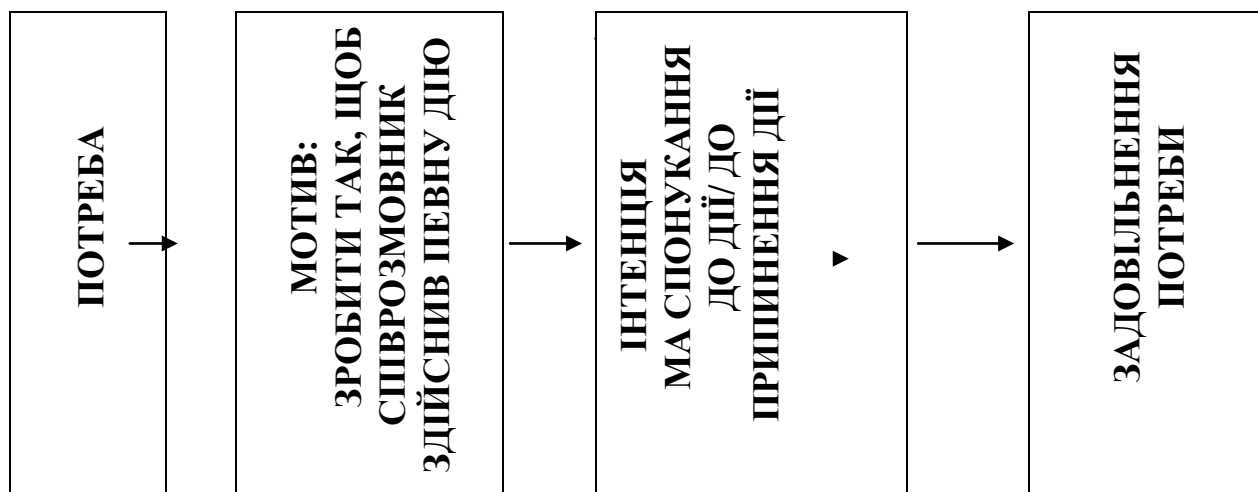 ПОТРЕБА
МОТИВ:
ЗРОБИТИ ТАК, ЩОБ
СПІВРОЗМОВНИК
ЗДІЙСНИВ ПЕВНУ ДІЮ
ІНТЕНЦІЯ
МА СПОНУКАННЯ
ДО ДІЇ/ ДО
ПРИПИНЕННЯ ДІЇ
ЗАДОВІЛЬНЕННЯ
ПОТРЕБИ